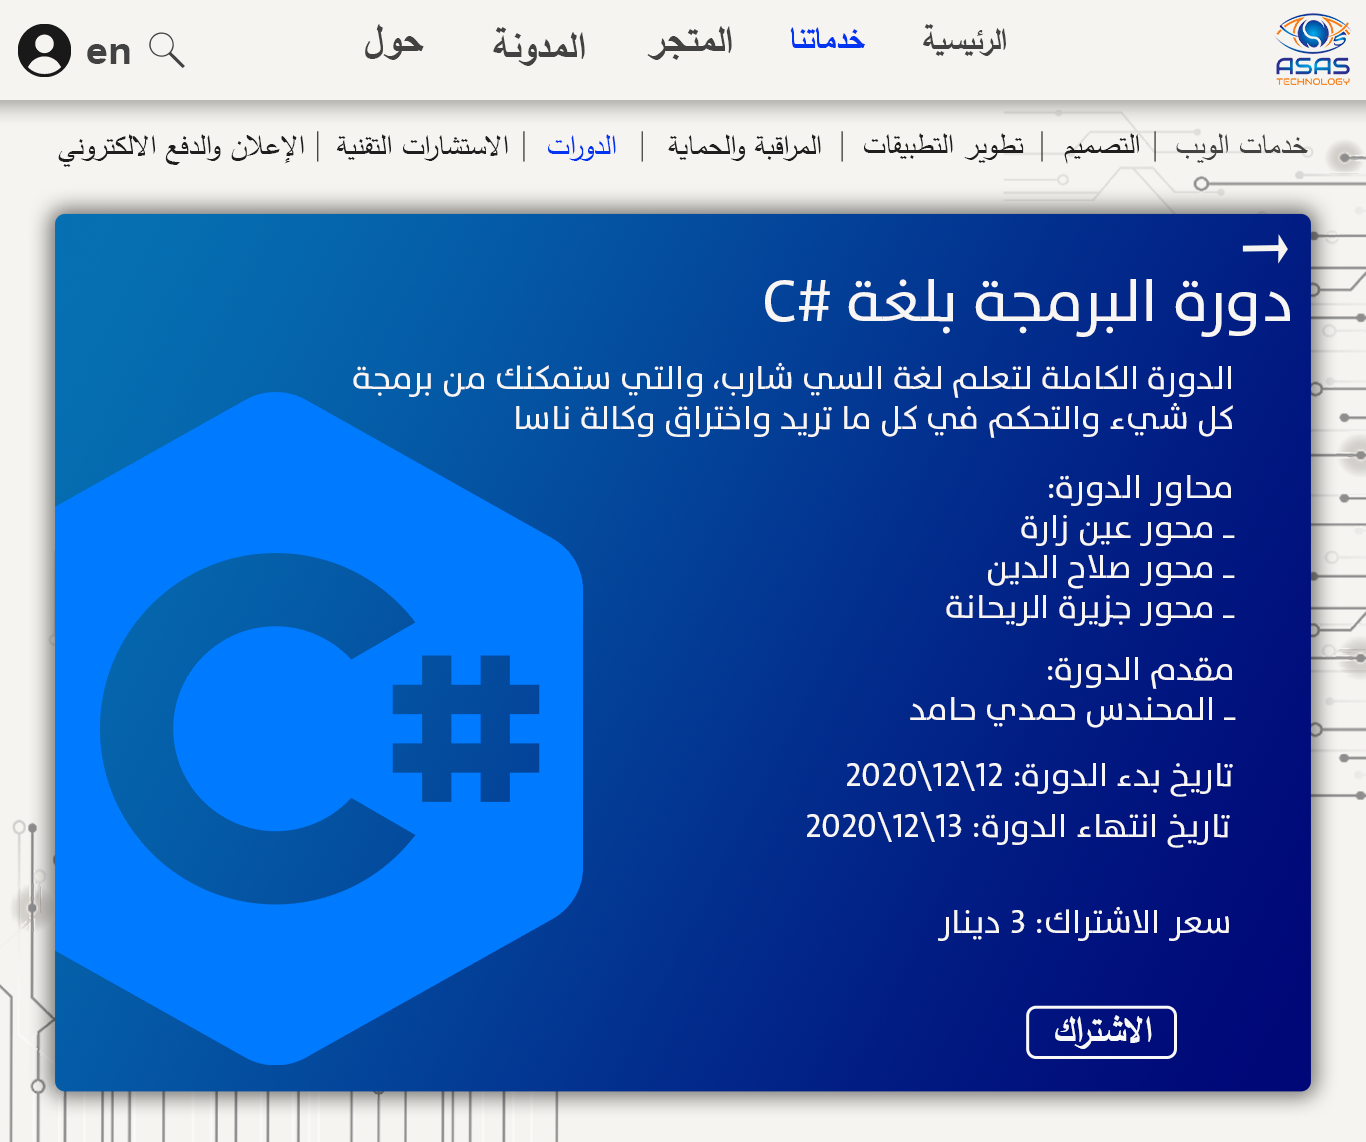 الرئيسية خدماتنا المتجر المدونة حول en
ASAS
TECHNOLOGY
خدمات الويب | التصميم | تطوير التطبيقات | المراقبة والحماية | الدورات | الاستشارات التقنية | الإعلان والدفع الالكتروني
دورة البرمجة بلغة C#
الدورة الكاملة لتعلم لغة السي شارب، والتي ستمكنك من برمجة
كل شيء والتحكم في كل ما تريد واختراق وكالة ناسا
محاور الدورة:
ـ محور عين زارة
ـ محور صلاح الدين
ـ محور جزيرة الريحانة
مقدم الدورة:
ـ المحندس حمدي حامد
تاريخ بدء الدورة: 12\12\2020
تاريخ انتهاء الدورة: 13\12\2020
سعر الاشتراك: 3 دينار
الاشتراك
C#